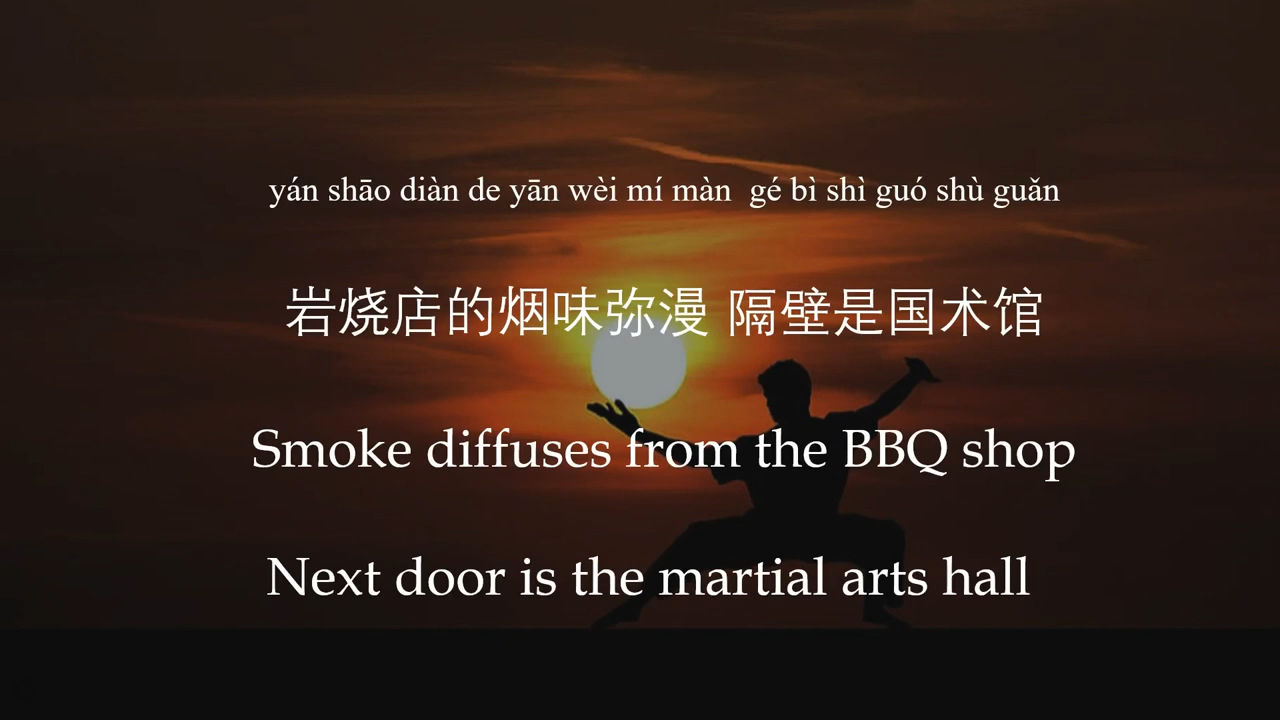 yán shāo diàn de yān wèi mí màn  gé bì shì guó shù guǎn
岩烧店的烟味弥漫 隔壁是国术馆
Smoke diffuses from the BBQ shop
Next door is the martial arts hall